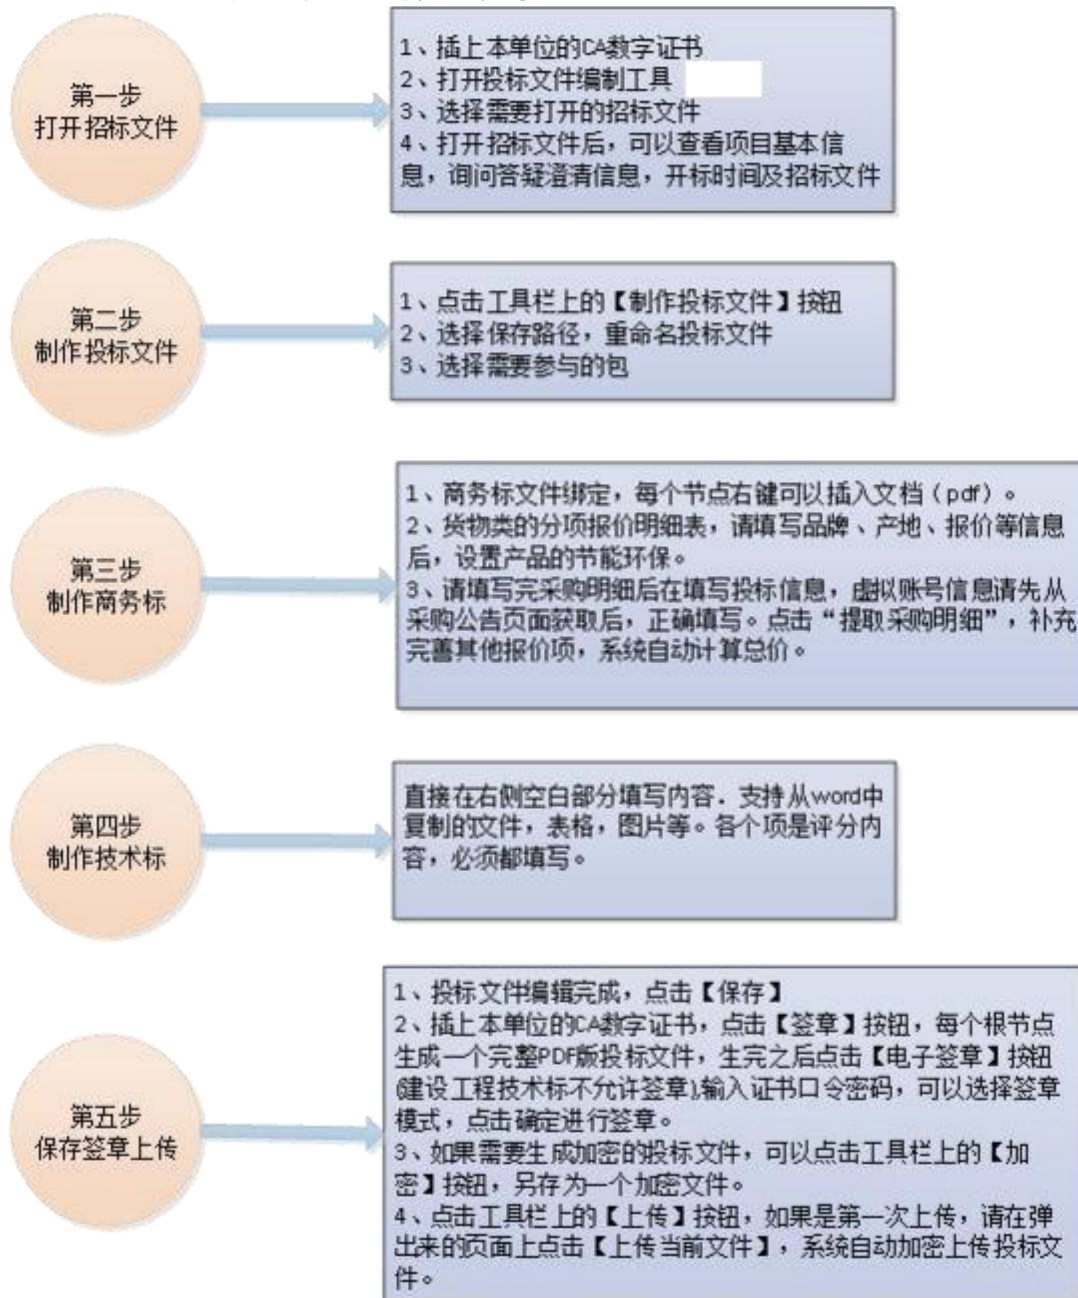 第一步
打开招标文件
1、插上本单位的CA数字证书
2、打开投标文件编制工具
3、选择需要打开的招标文件
4、打开招标文件后，可以查看项目基本信
息，询问答疑澄清信息，开标时间及招标文件
第二步
制作投标文件
1、点击工具栏上的【制作投标文件】按钮
2、选择保存路径，重命名投标文件
3、选择需要参与的包
第三步
制作商务标
1、商务标文件绑定，每个节点右键可以插入文档（pdf）。
2、货物类的分项报价明细表，请填写品牌、产地、报价等信息
后，设置产品的节能环保。
3、请填写完采购明细后在填写投标信息，虚拟账号信息请先从
采购公告页面获取后，正确填写。点击“提取采购明细”，补充
完善其他报价项，系统自动计算总价。
第四步
制作技术标
直接在右侧空白部分填写内容．支持从word中
复制的文件，表格，图片等。各个项是评分内
容，必须都填写。
第五步
保存签章上传
1、投标文件编辑完成，点击【保存】
2、插上本单位的CA数字证书，点击【签章】按钮，每个根节点
生成一个完整PDF版投标文件，生完之后点击【电子签章】按钮
(建设工程技术标不允许签章),输入证书口令密码，可以选择签章
模式，点击确定进行签章。
3、如果需要生成加密的投标文件，可以点击工具栏上的【加
密】按钮，另存为一个加密文件。
4、点击工具栏上的【上传】按钮，如果是第一次上传，请在弹
出来的页面上点击【上传当前文件】，系统自动加密上传投标文
件。